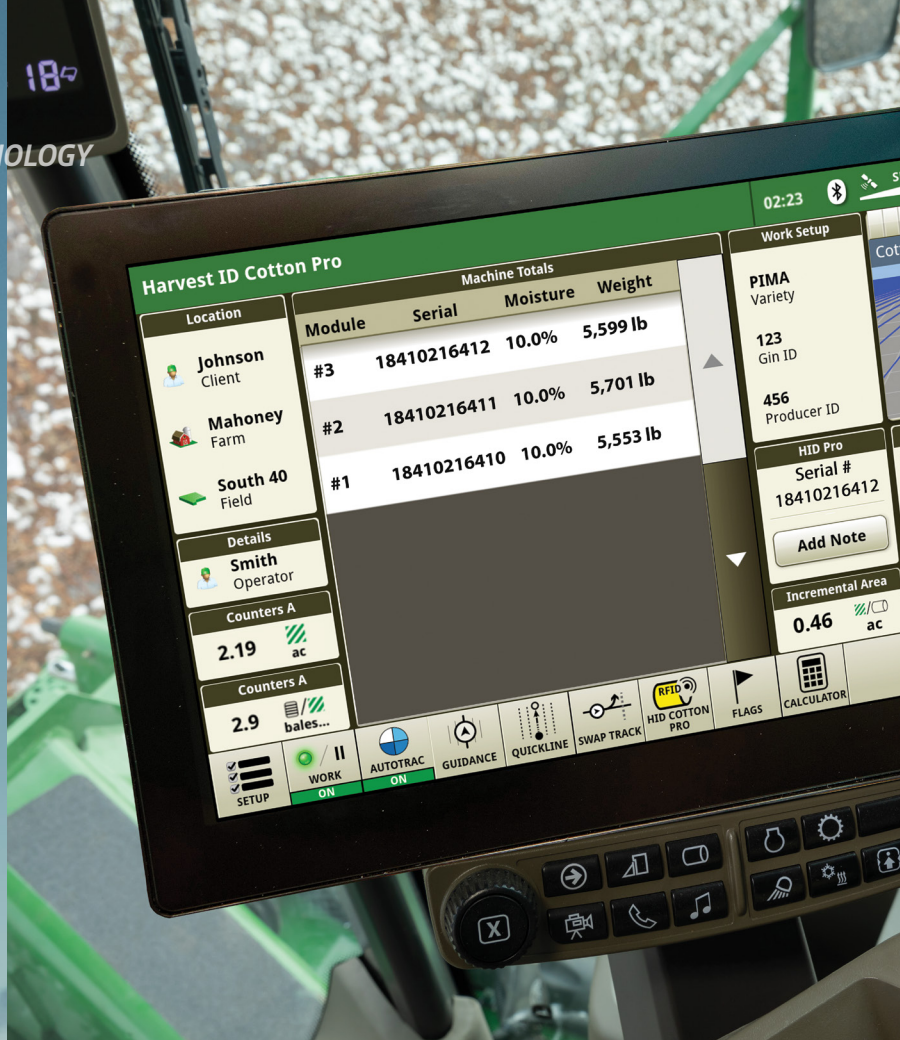 18
OLOGY
Harvest ID Cotton Pro
02:23
Location
Johnson
Client
Mahoney
Farm
South 40
Field
Details
Smith
Operator
Counters A
2.19
ac
Counters A
2.9
bales...
Machine Totals
Module Serial Moisture Weight
#3 18410216412 10.0% 5,599 lb
#2 18410216411 10.0% 5,701 lb
#1 18410216410 10.0% 5,553 lb
Work Setup
PIMA
Variety
123
Gin ID
456
Producer ID
HID Pro
Serial #
18410216412
Add Note
Incremental Area
0.46
ac
Cot
SETUP
WORK
ON
AUTOTRAC
ON
GUIDANCE
QUICKLINE
SWAP TRACK
RFID
HID COTTON
PRO
FLAGS
CALCULATOR
X